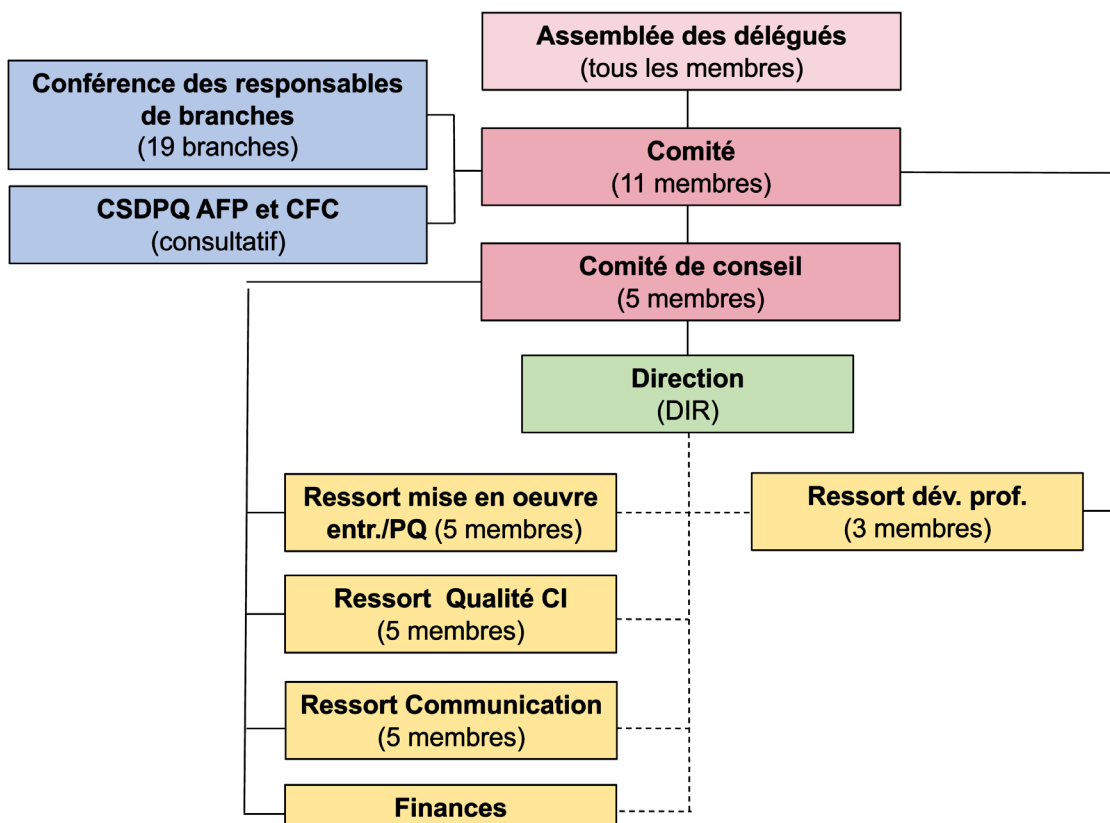 Assemblée des délégués
(tous les membres)
Conférence des responsables
de branches
(19 branches)
Comité
(11 membres)
CSDPQ AFP et CFC
(consultatif)
Comité de conseil
(5 membres)
Direction
(DIR)
Ressort mise en oeuvre
entr./PQ (5 membres)
Ressort dév. prof.
(3 membres)
Ressort  Qualité CI
(5 membres)
Ressort Communication
(5 membres)
Finances